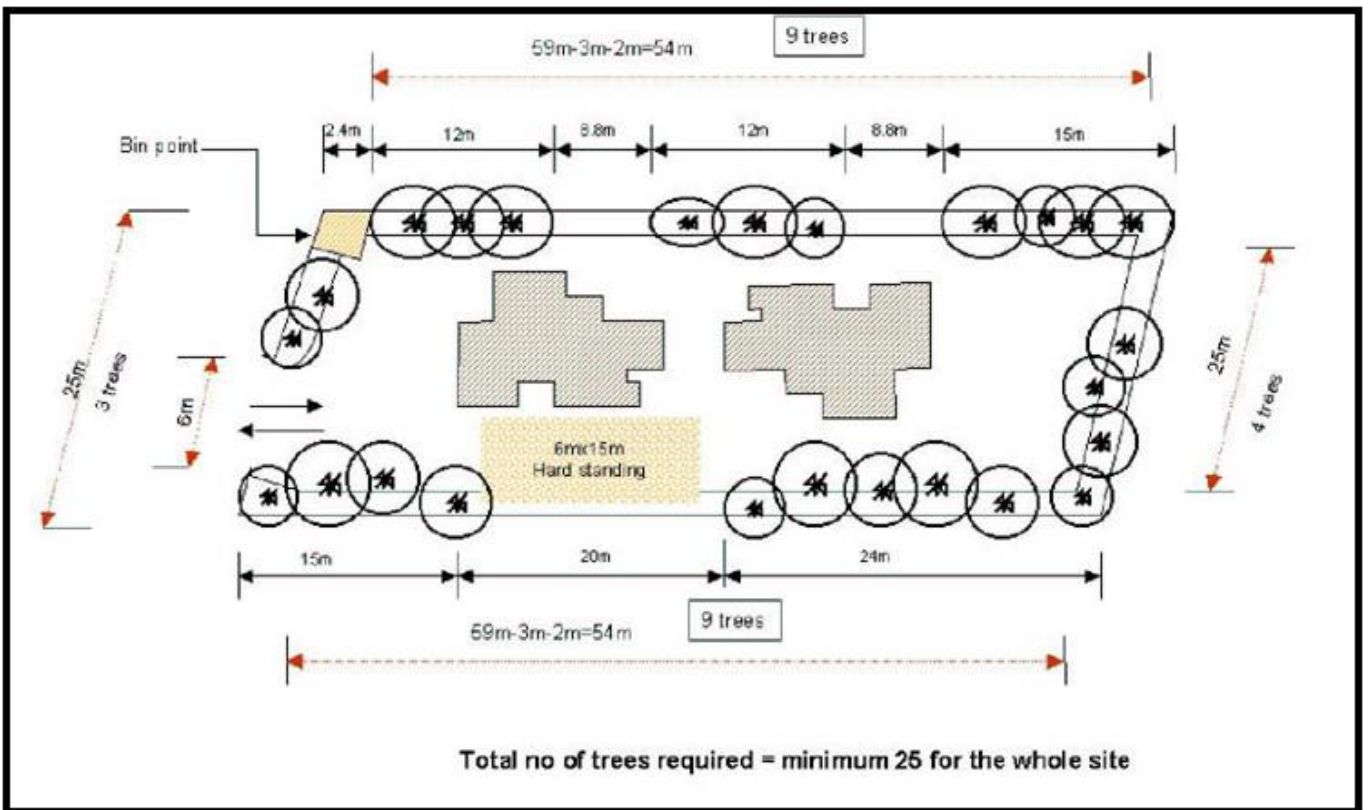 9 trees
59m-3m-2m=54m
2.4m
12m
8.8m
12m
8.8m
15m
Bin point
25m
3 trees
6m
25m
4 trees
6mx15m
Hard standing
15m
20m
24m
9 trees
59m-3m-2m=54m
Total no of trees required = minimum 25 for the whole site